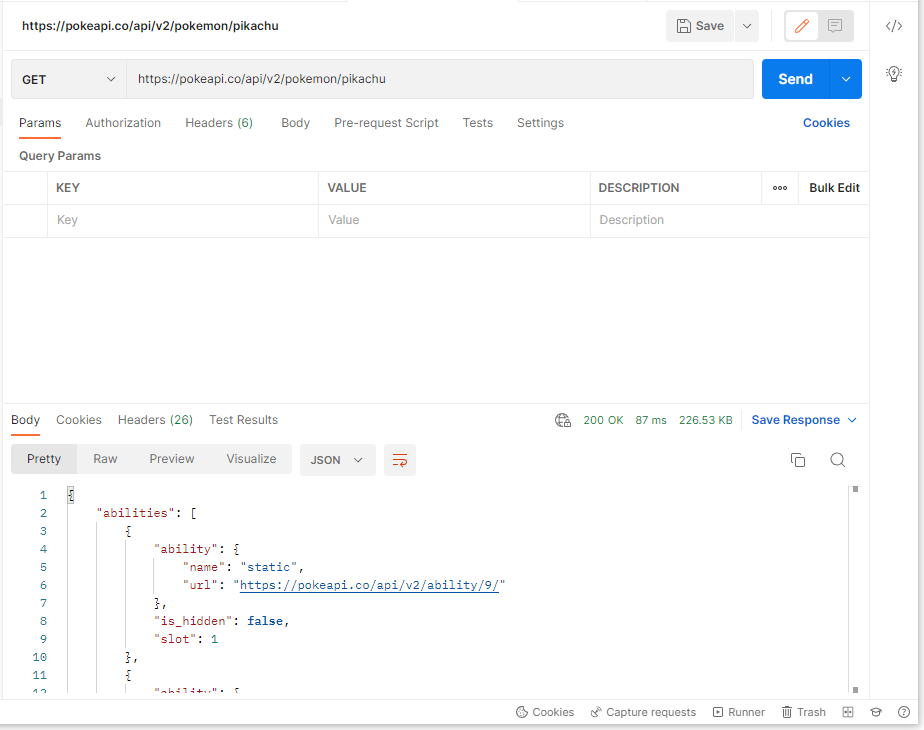 https://pokeapi.co/api/v2/pokemon/pikachu
Save
GET
https://pokeapi.co/api/v2/pokemon/pikachu
Send
Params Authorization Headers (6) Body Pre-request Script Tests Settings Cookies
Query Params
KEY VALUE DESCRIPTION Bulk Edit
Key Value Description
Body Cookies Headers (26) Test Results 200 OK 87 ms 226.53 KB Save Response
Pretty Raw Preview Visualize JSON
1 {
2 "abilities": [
3 {
4 "ability": {
5 "name": "static",
6 "url": "https://pokeapi.co/api/v2/ability/9/"
7 },
8 "is_hidden": false,
9 "slot": 1
10 },
11 {
12 "ability": {
Cookies Capture requests Runner Trash